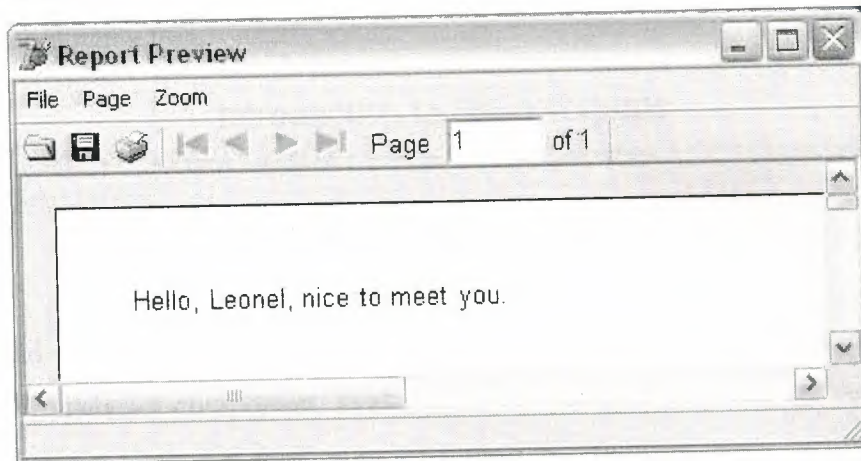 Report Preview
File Page Zoom
Page 1 of 1
Hello, Leonel, nice to meet you.